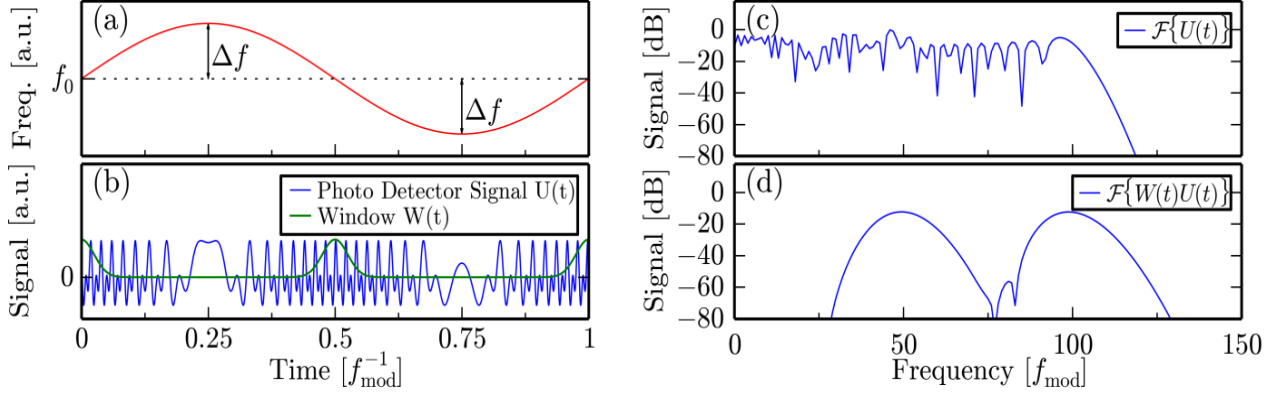 (a)
Freq. [a.u.]
f0
Δf
Δf
(b)
Signal [a.u.]
0
Photo Detector Signal U(t)
Window W(t)
0 0.25 0.5 0.75 1
Time [f_mod^-1]
(c)
Signal [dB]
0
−20
−40
−60
−80
ℱ{U(t)}
(d)
Signal [dB]
0
−20
−40
−60
−80
ℱ{W(t)U(t)}
0 50 100 150
Frequency [f_mod]